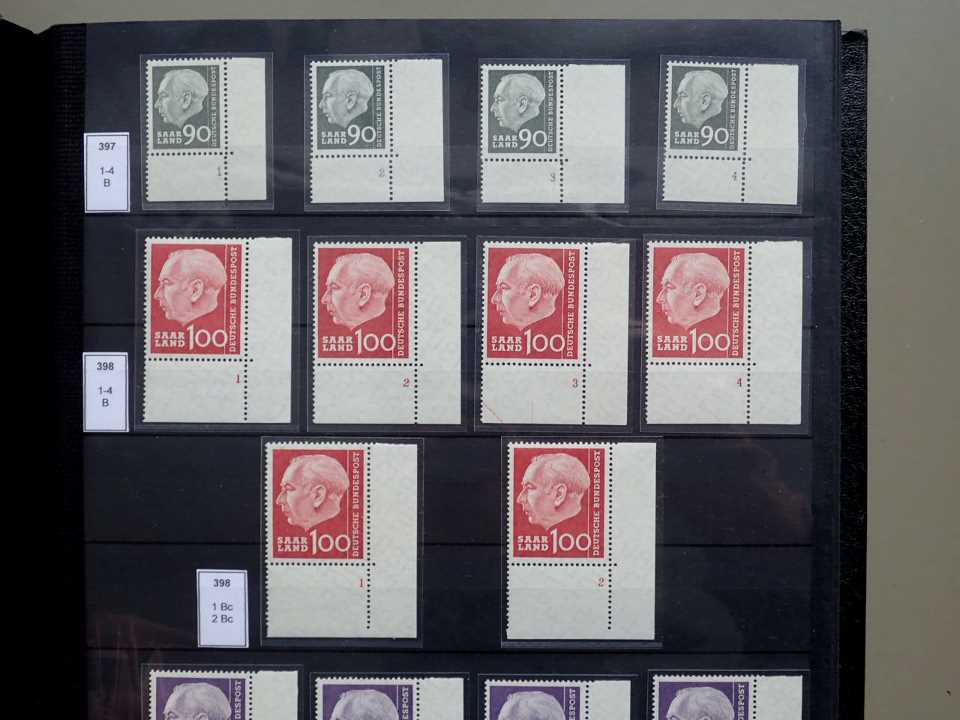 397
1-4
B
SAAR
LAND 90
DEUTSCHE BUNDESPOST
1
SAAR
LAND 90
DEUTSCHE BUNDESPOST
2
SAAR
LAND 90
DEUTSCHE BUNDESPOST
3
SAAR
LAND 90
DEUTSCHE BUNDESPOST
4
398
1-4
B
SAAR
LAND 100
DEUTSCHE BUNDESPOST
1
SAAR
LAND 100
DEUTSCHE BUNDESPOST
2
SAAR
LAND 100
DEUTSCHE BUNDESPOST
3
SAAR
LAND 100
DEUTSCHE BUNDESPOST
4
398
1 Bc
2 Bc
SAAR
LAND 100
DEUTSCHE BUNDESPOST
1
SAAR
LAND 100
DEUTSCHE BUNDESPOST
2